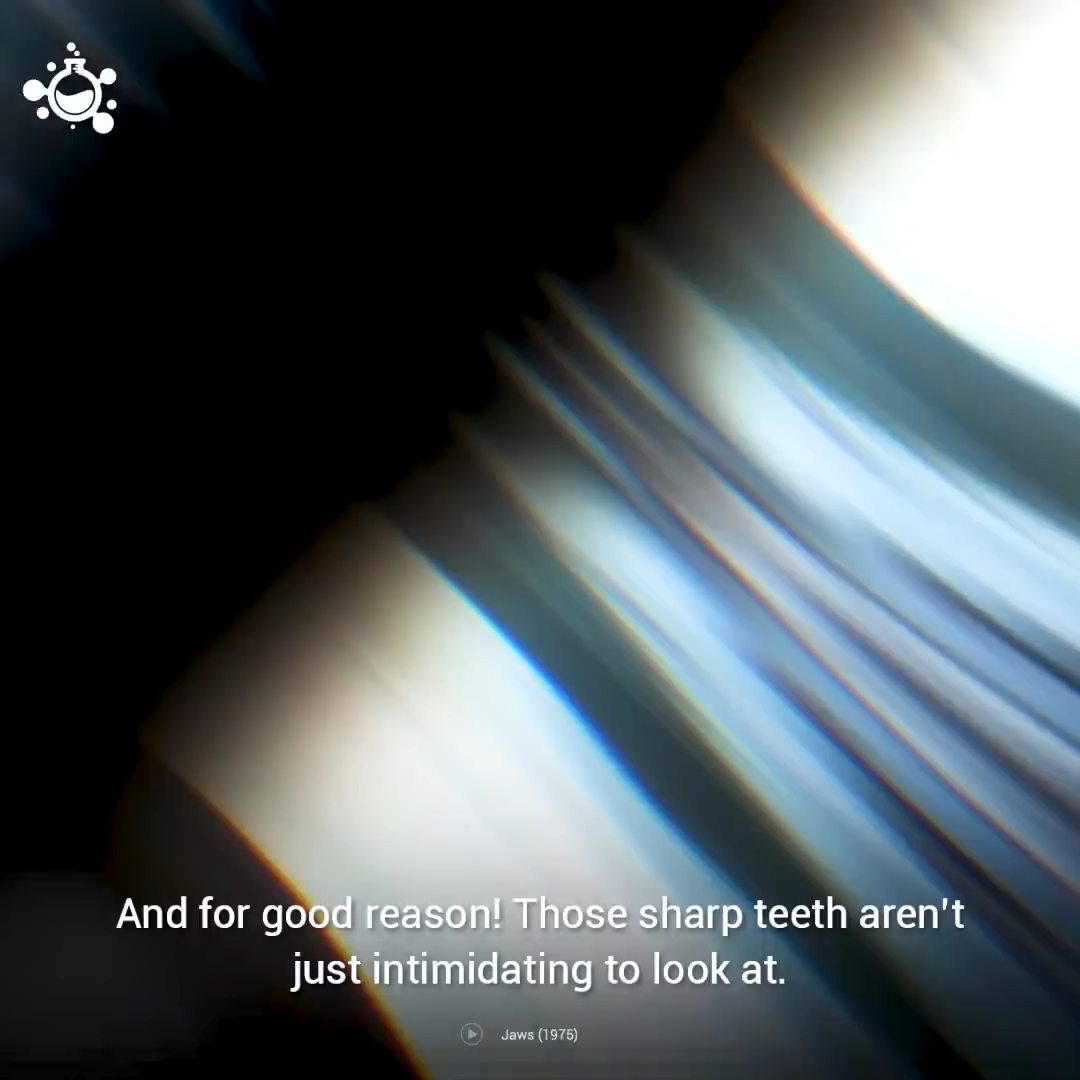 And for good reason! Those sharp teeth aren't
just intimidating to look at.
Jaws (1975)